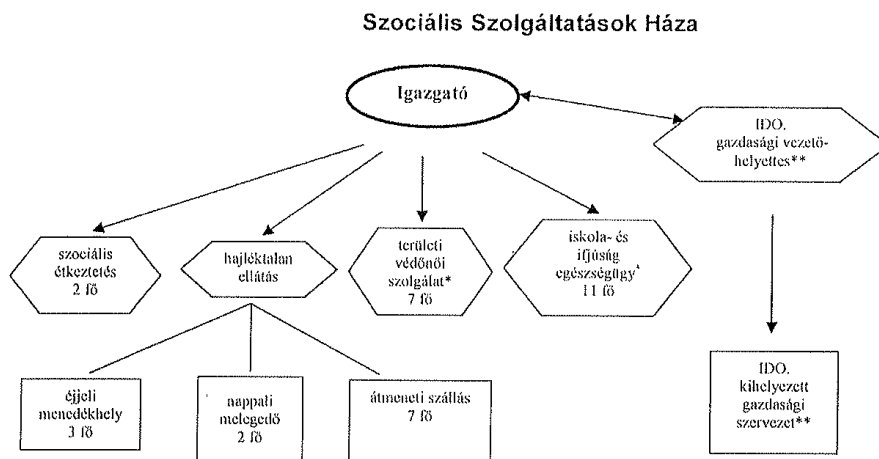 Szociális Szolgáltatások Háza
Igazgató
IDO.
gazdasági vezető-
helyettes**
szociális
étkeztetés
2 fő
hajléktalan
ellátás
területi
védőnői
szolgálat*
7 fő
iskola- és
ifjúság
egészségügy*
11 fő
éjjeli
menedékhely
3 fő
nappali
melegedő
2 fő
átmeneti szállás
7 fő
IDO.
kihelyezett
gazdasági
szervezet**